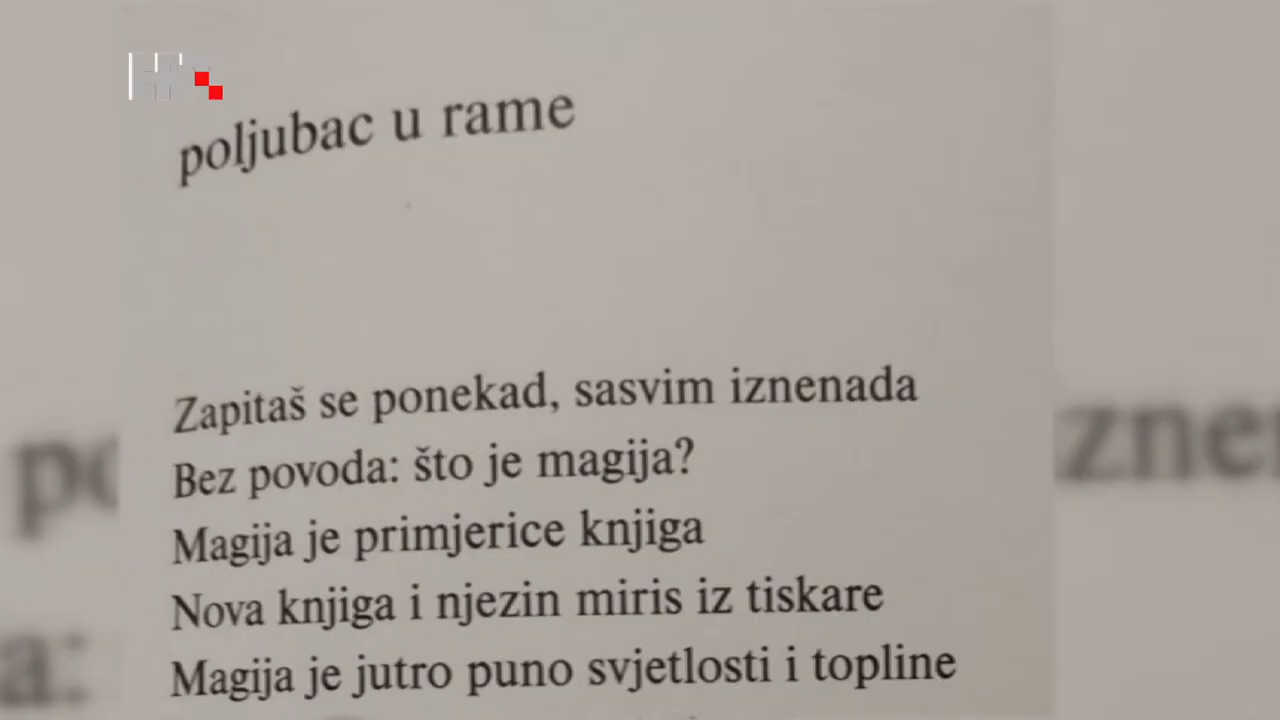 poljubac u rame
Zapitaš se ponekad, sasvim iznenada
Bez povoda: što je magija?
Magija je primjerice knjiga
Nova knjiga i njezin miris iz tiskare
Magija je jutro puno svjetlosti i topline